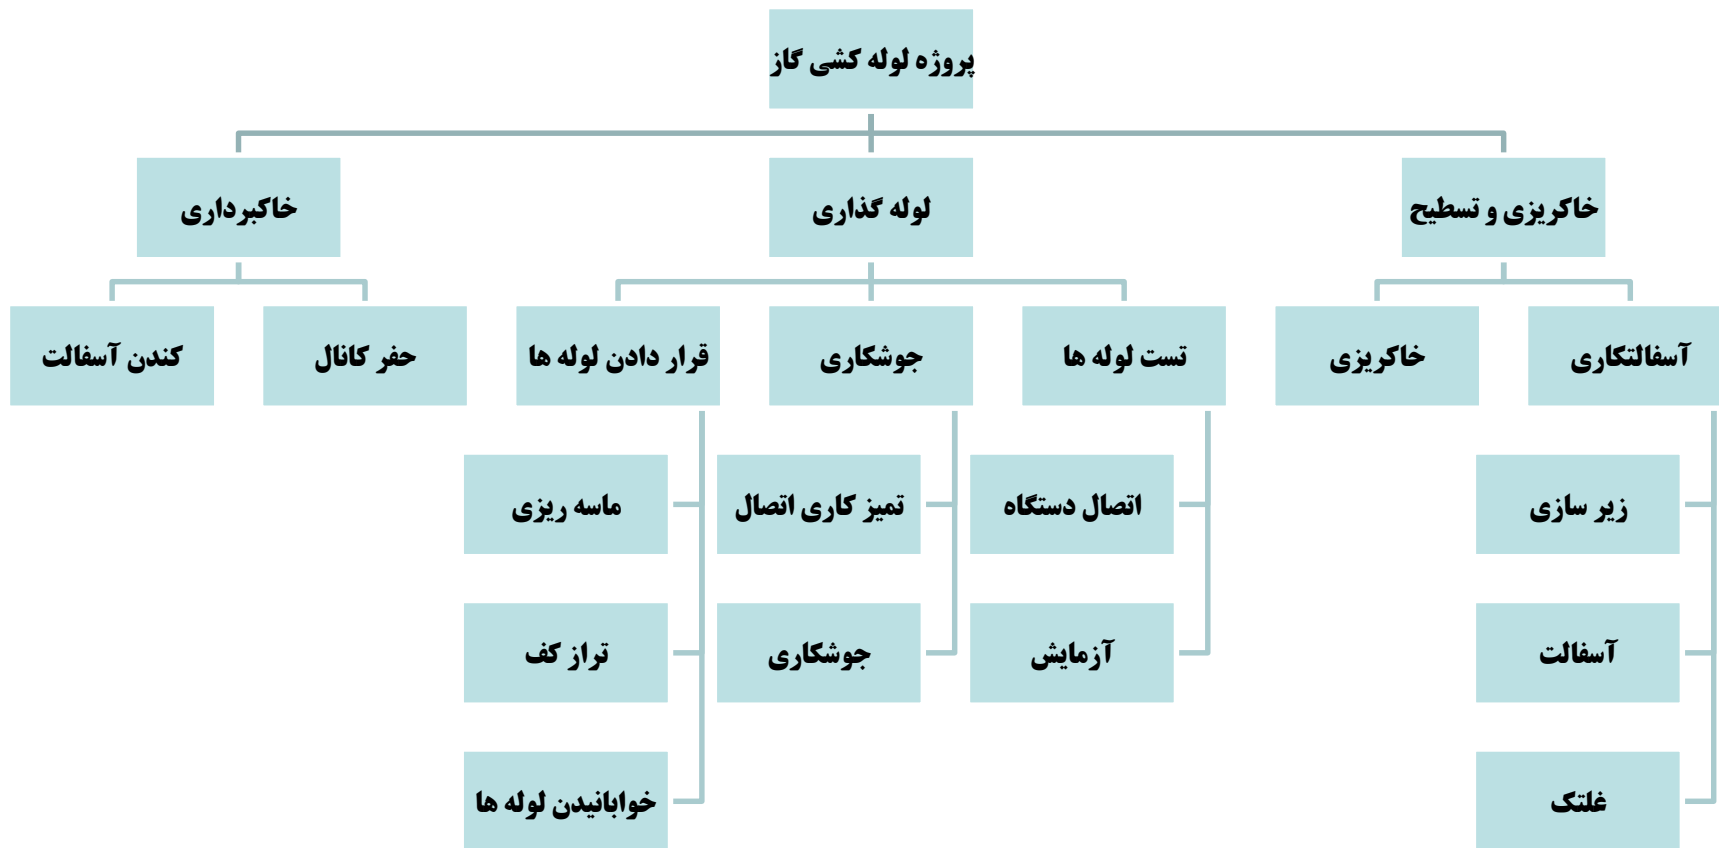 پروژه لوله کشی گاز
خاکبرداری
لوله گذاری
خاکریزی و تسطیح
کندن آسفالت
حفر کانال
قرار دادن لوله ها
جوشکاری
تست لوله ها
خاکریزی
آسفالتکاری
ماسه ریزی
تمیز کاری اتصال
اتصال دستگاه
زیر سازی
تراز کف
جوشکاری
آزمایش
آسفالت
خوابانیدن لوله ها
غلتک